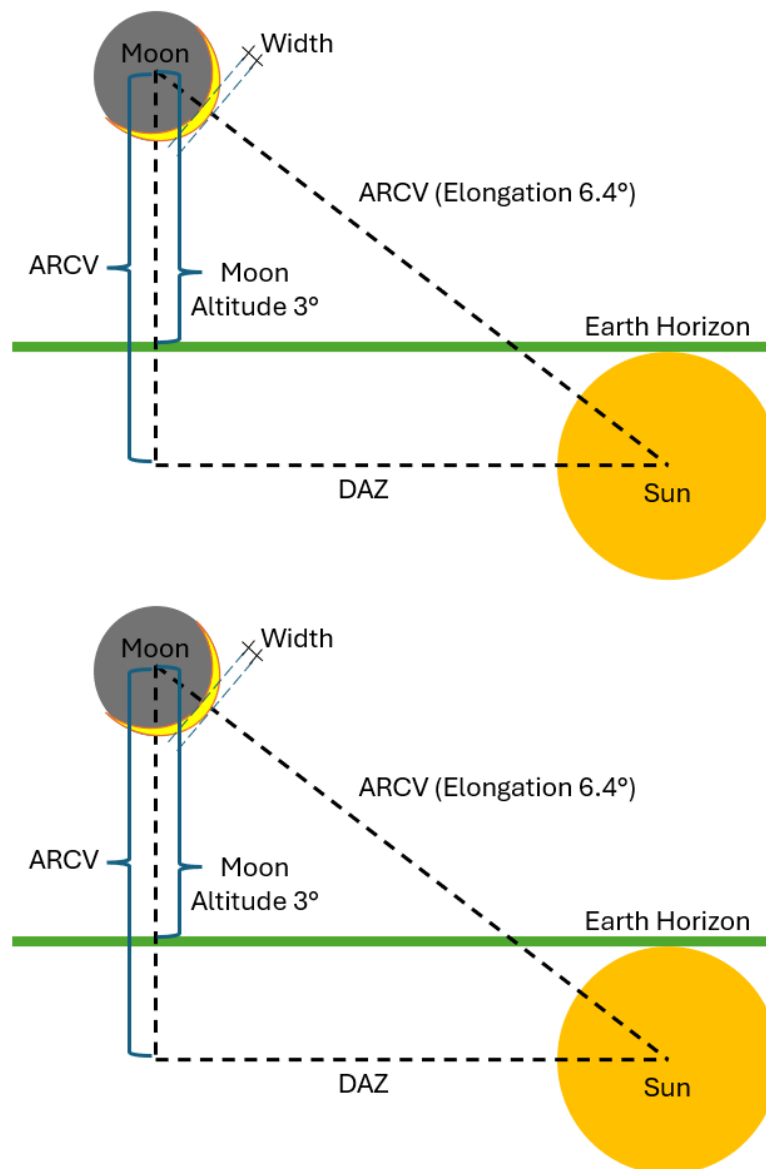 Moon
Width
ARCV (Elongation 6.4°)
ARCV
Moon
Altitude 3°
Earth Horizon
DAZ
Sun
Moon
Width
ARCV (Elongation 6.4°)
ARCV
Moon
Altitude 3°
Earth Horizon
DAZ
Sun